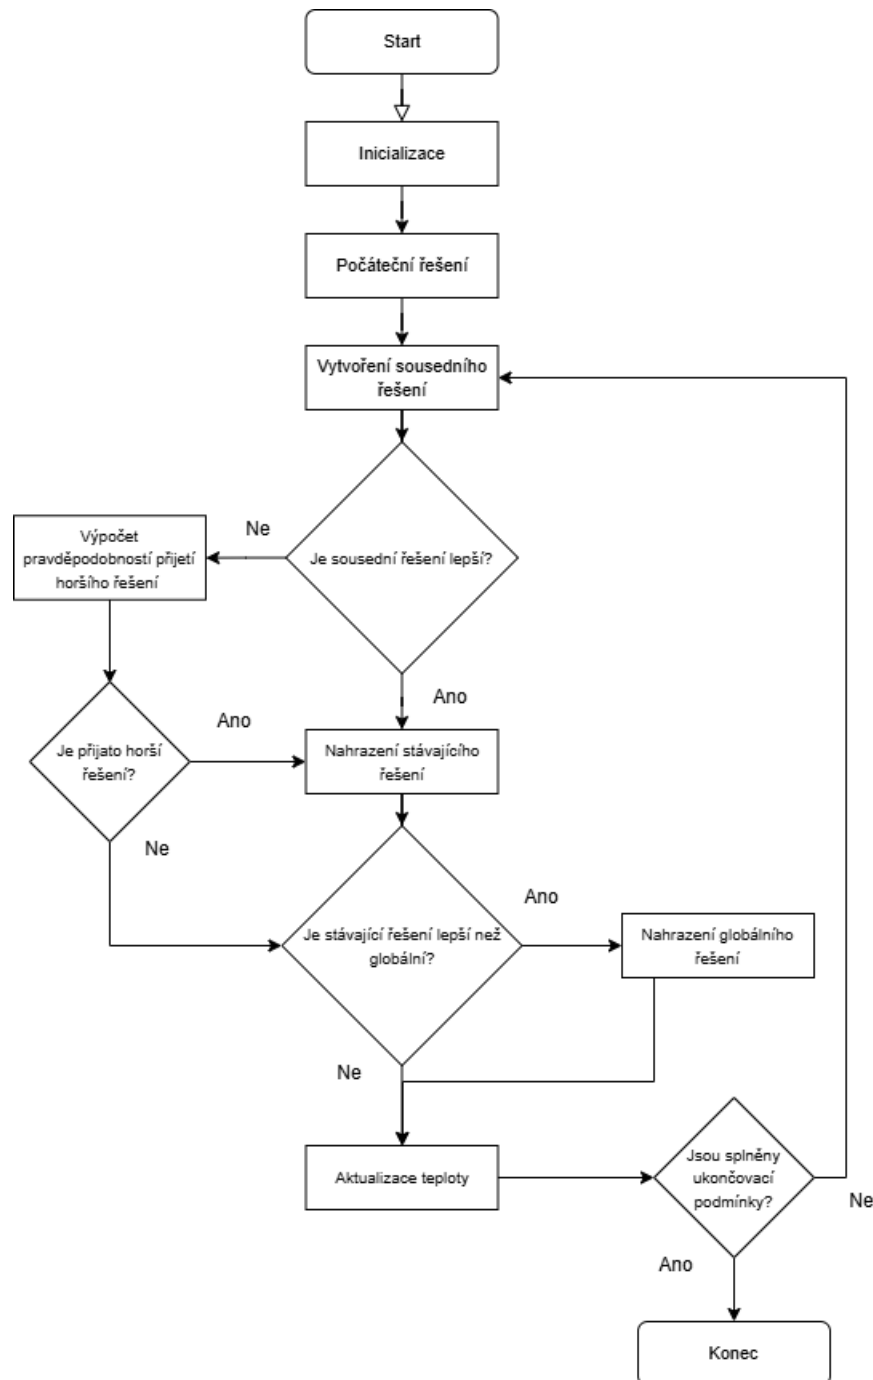 Start
Inicializace
Počáteční řešení
Vytvoření sousedního
řešení
Je sousední řešení lepší?
Ne
Výpočet
pravděpodobností přijetí
horšího řešení
Ano
Je přijato horší
řešení?
Ano
Nahrazení stávajícího
řešení
Ne
Je stávající řešení lepší než
globální?
Ano
Nahrazení globálního
řešení
Ne
Aktualizace teploty
Jsou splněny
ukončovací
podmínky?
Ne
Ano
Konec